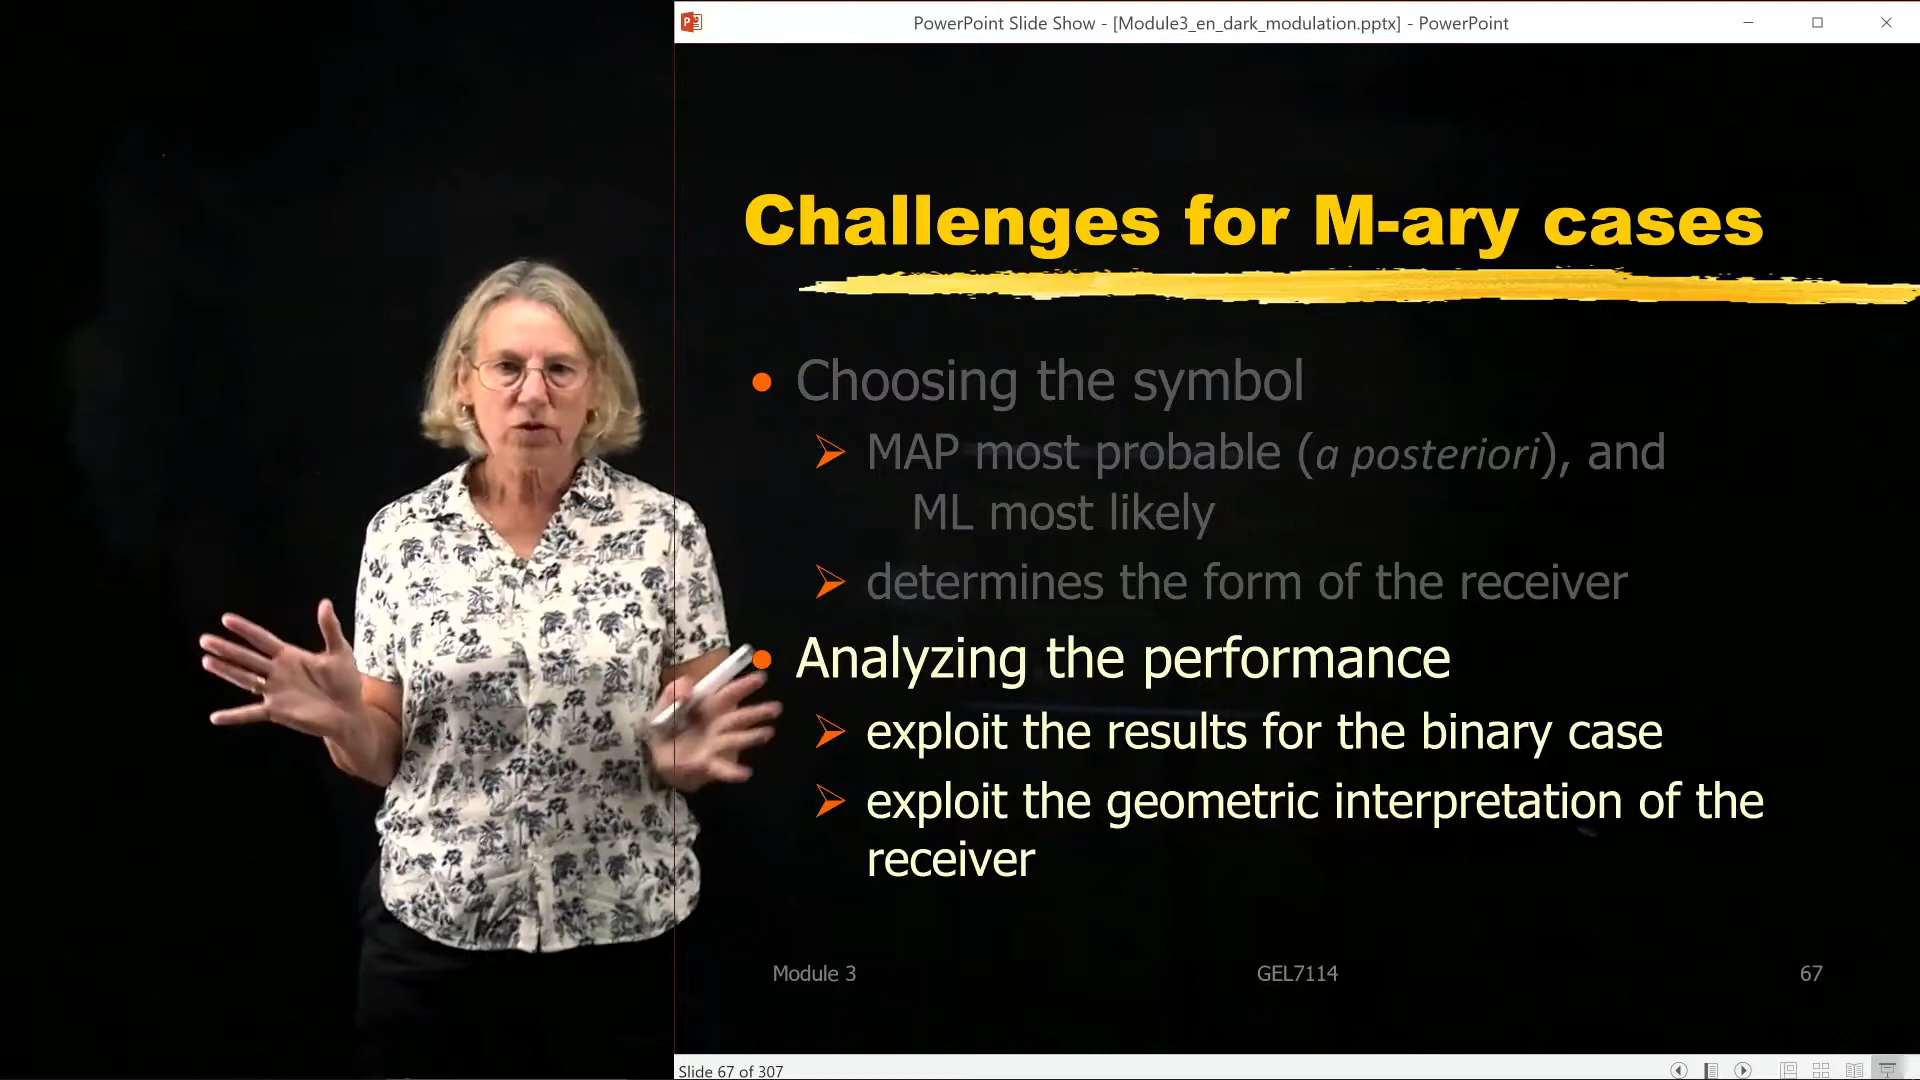 PowerPoint Slide Show - [Module3_en_dark_modulation.pptx] - PowerPoint
Challenges for M-ary cases
• Choosing the symbol
MAP most probable (a posteriori), and
ML most likely
determines the form of the receiver
• Analyzing the performance
exploit the results for the binary case
exploit the geometric interpretation of the
receiver
Module 3 GEL7114 67
Slide 67 of 307